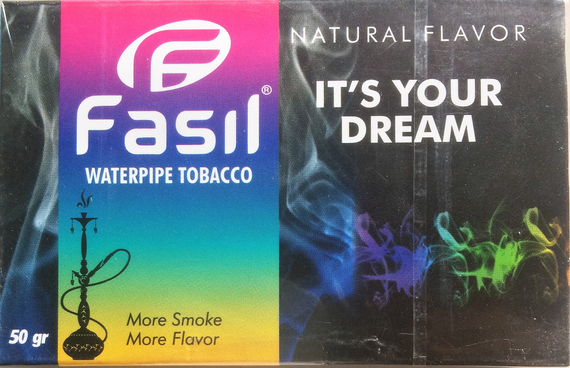 Fasil®
WATERPIPE TOBACCO
More Smoke
More Flavor
50 gr
NATURAL FLAVOR
IT'S YOUR
DREAM